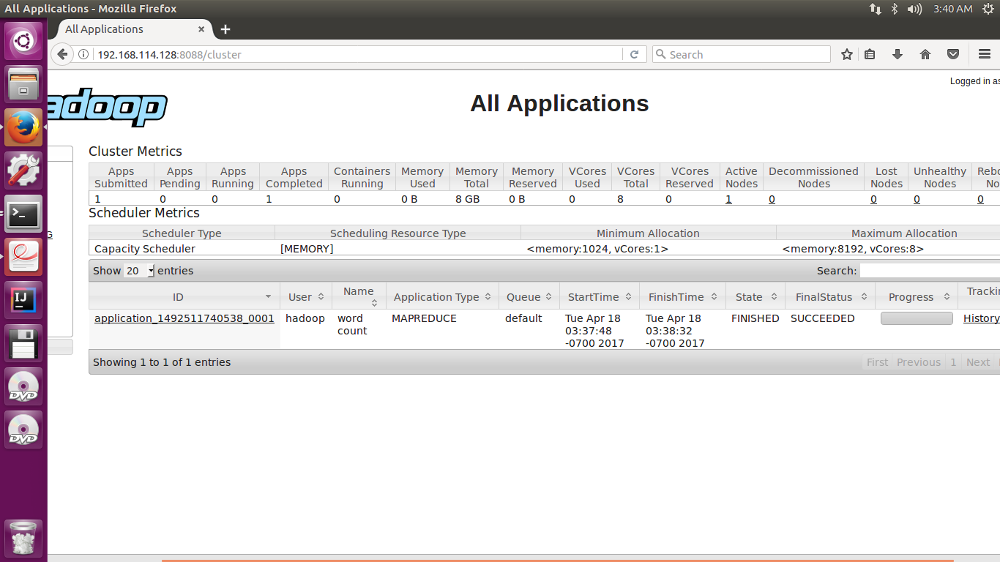 All Applications - Mozilla Firefox
3:40 AM
All Applications
192.168.114.128:8088/cluster
Search
Logged in as
adoop
All Applications
Cluster Metrics
Apps Submitted Apps Pending Apps Running Apps Completed Containers Running Memory Used Memory Total Memory Reserved VCores Used VCores Total VCores Reserved Active Nodes Decommissioned Nodes Lost Nodes Unhealthy Nodes Rebo No
1 0 0 1 0 0 B 8 GB 0 B 0 8 0 1 0 0 0 0
Scheduler Metrics
Scheduler Type Scheduling Resource Type Minimum Allocation Maximum Allocation
G
Capacity Scheduler [MEMORY] <memory:1024, vCores:1> <memory:8192, vCores:8>
Show 20 entries Search:
ID User Name Application Type Queue StartTime FinishTime State FinalStatus Progress Trackin
application_1492511740538_0001 hadoop word count MAPREDUCE default Tue Apr 18 03:37:48 -0700 2017 Tue Apr 18 03:38:32 -0700 2017 FINISHED SUCCEEDED History
Showing 1 to 1 of 1 entries First Previous 1 Next
IJ
DVD
DVD